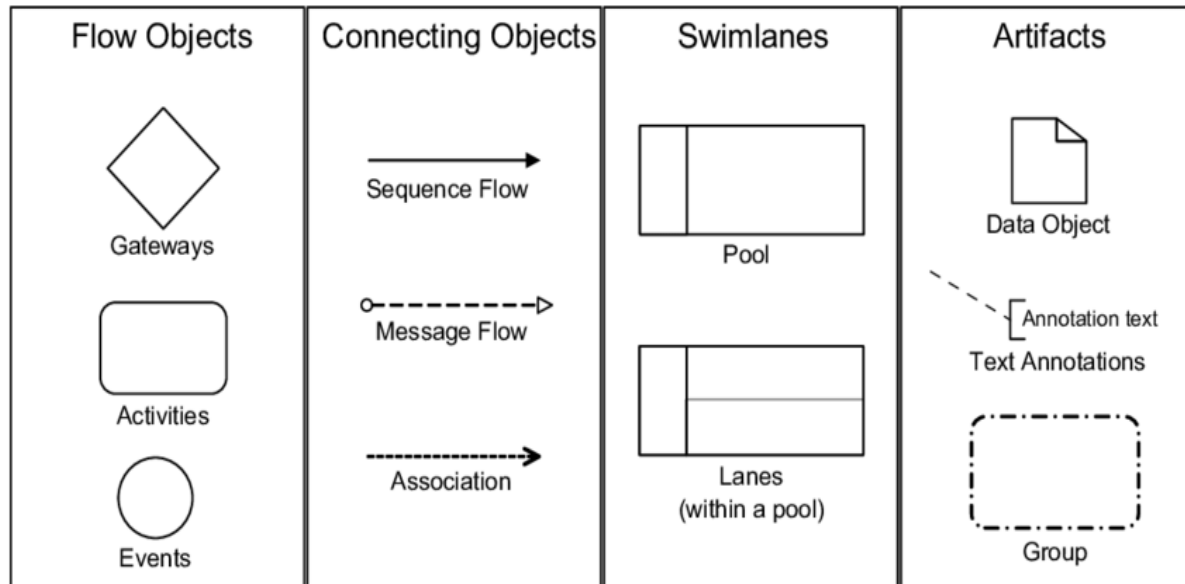 Flow Objects
Gateways
Activities
Events
Connecting Objects
Sequence Flow
Message Flow
Association
Swimlanes
Pool
Lanes
(within a pool)
Artifacts
Data Object
Annotation text
Text Annotations
Group